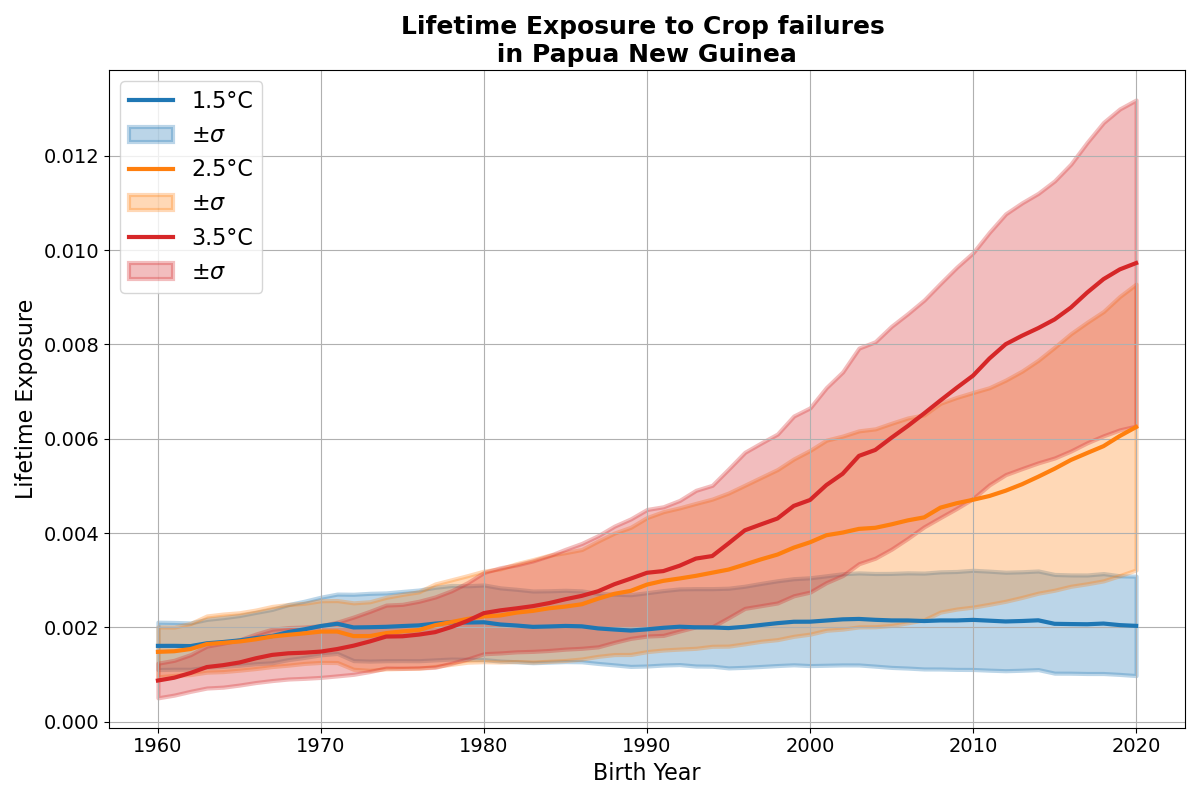 Lifetime Exposure to Crop failures
in Papua New Guinea
1.5°C
±σ
2.5°C
±σ
3.5°C
±σ
Lifetime Exposure
0.012
0.010
0.008
0.006
0.004
0.002
0.000
1960 1970 1980 1990 2000 2010 2020
Birth Year